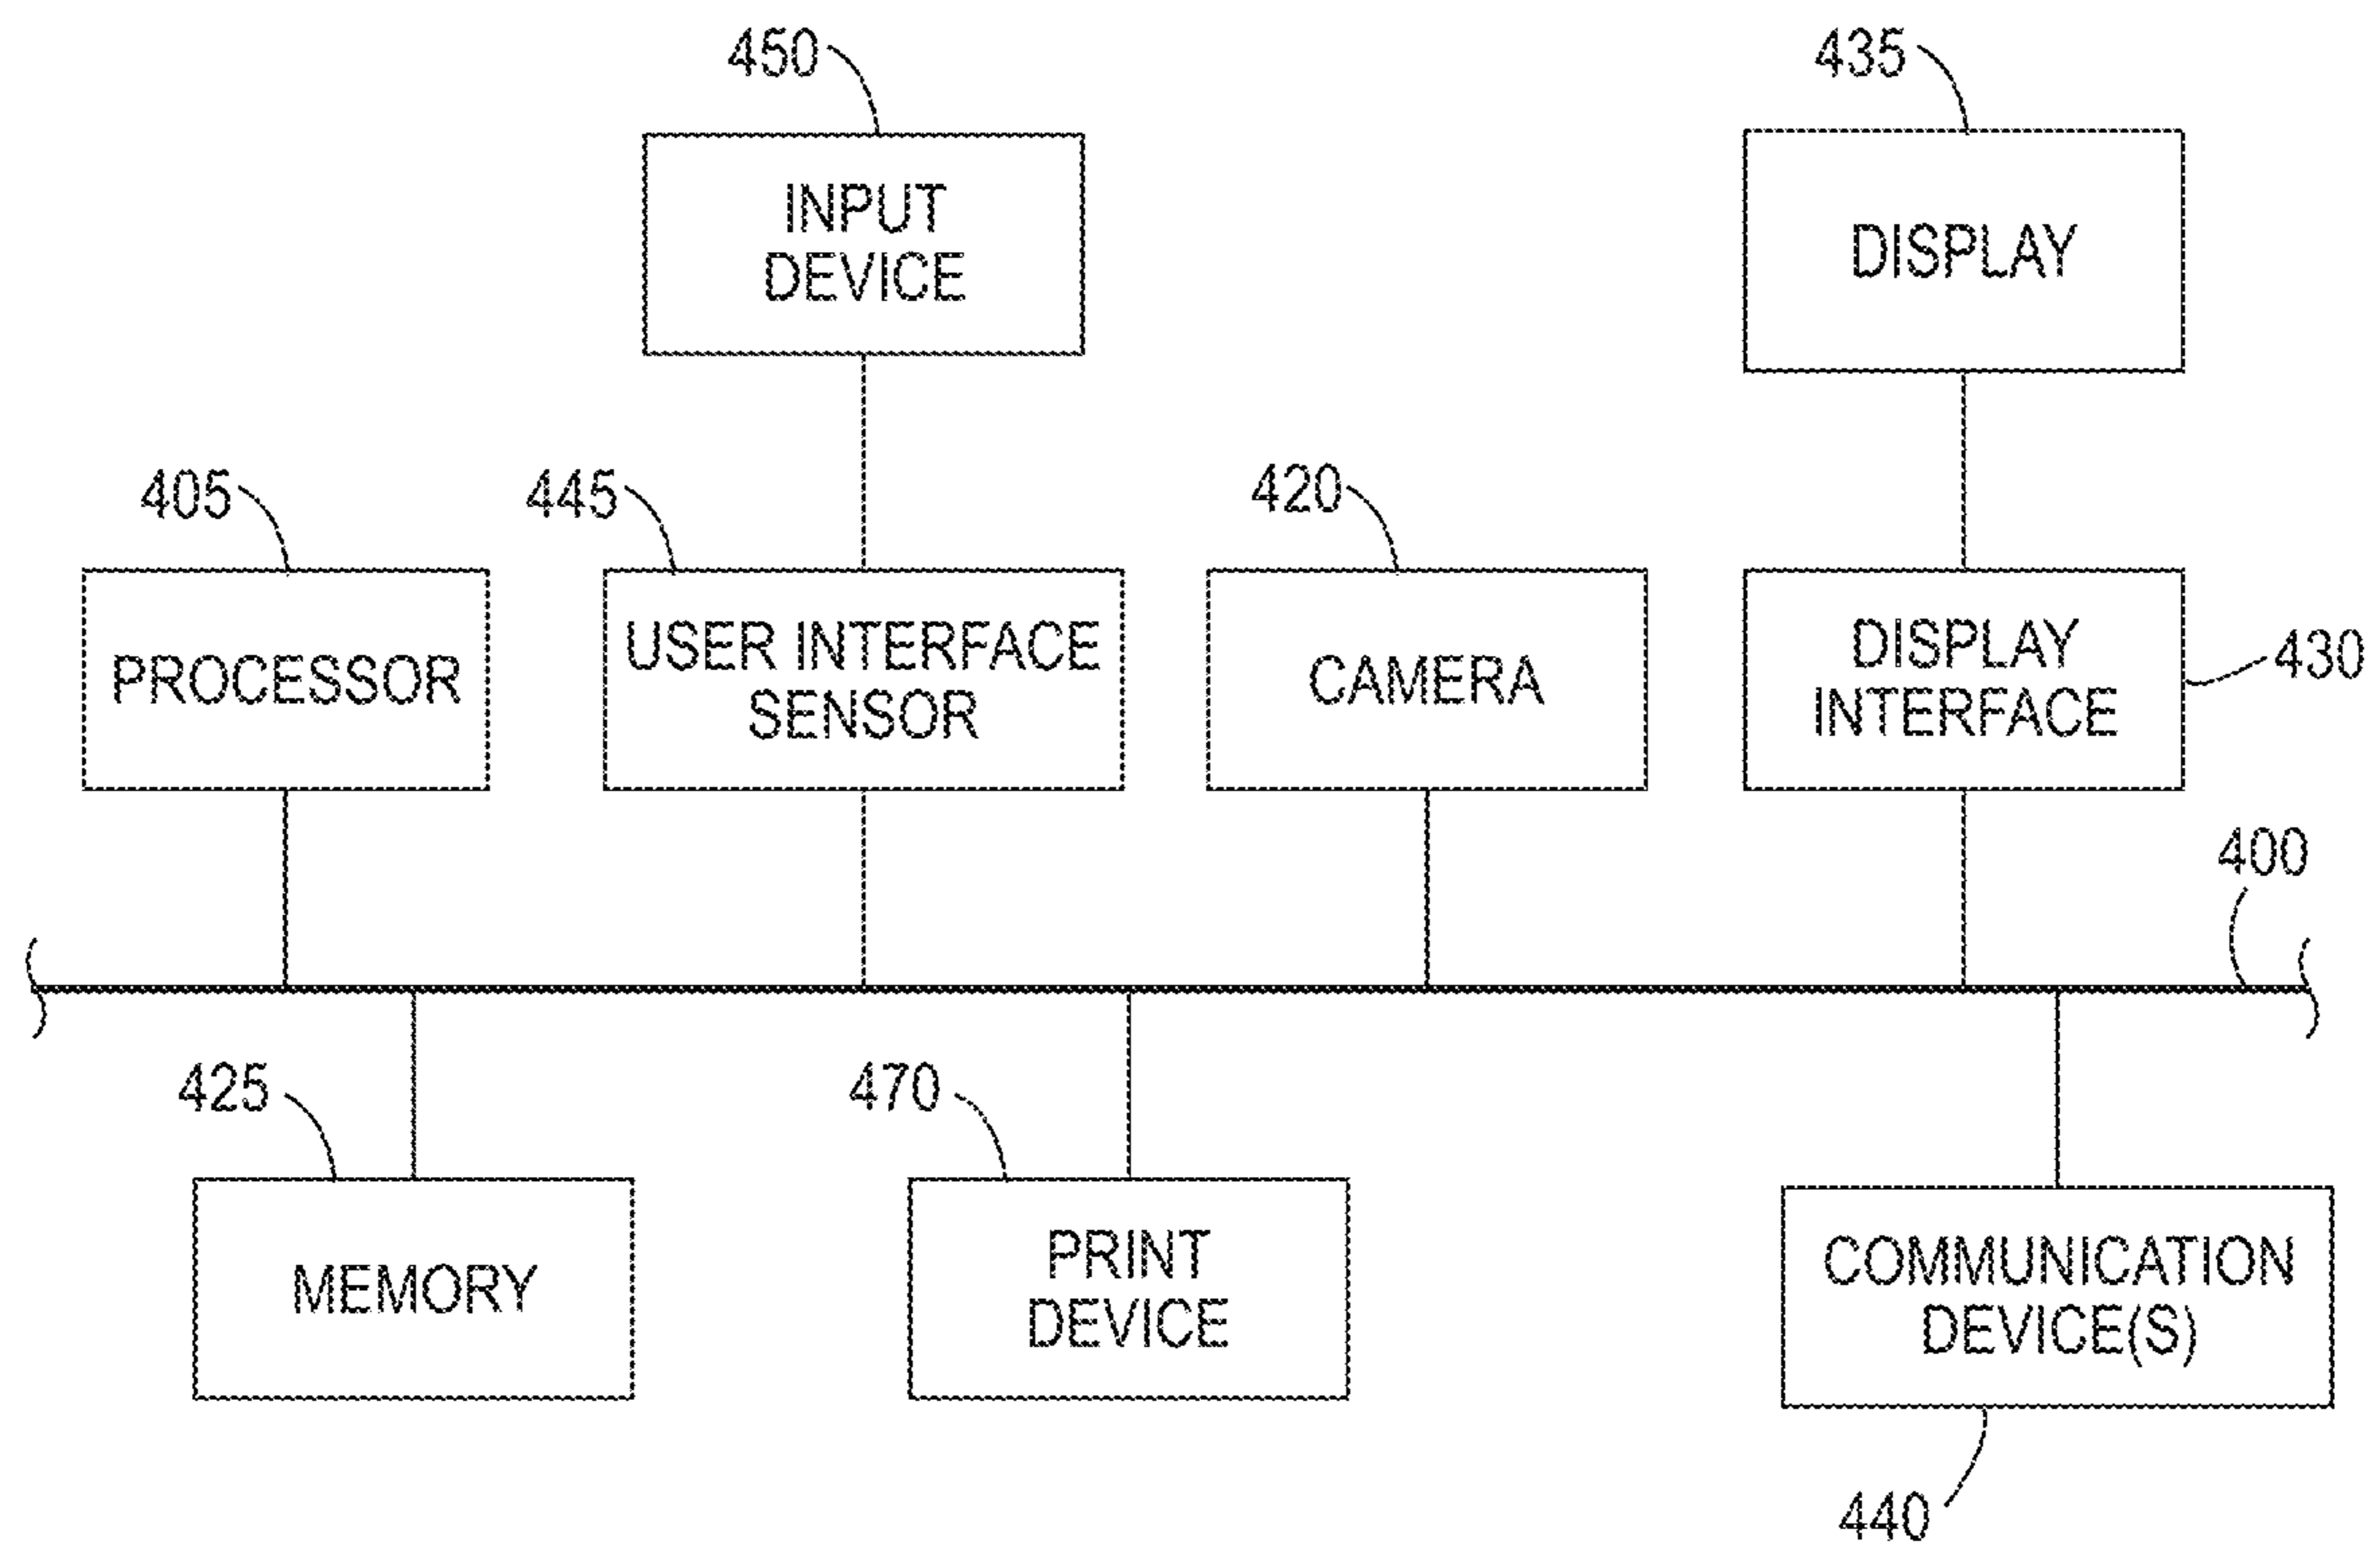 450
435
INPUT
DEVICE
DISPLAY
405
445
420
PROCESSOR
USER INTERFACE
SENSOR
CAMERA
DISPLAY
INTERFACE
430
400
425
470
MEMORY
PRINT
DEVICE
COMMUNICATION
DEVICE(S)
440